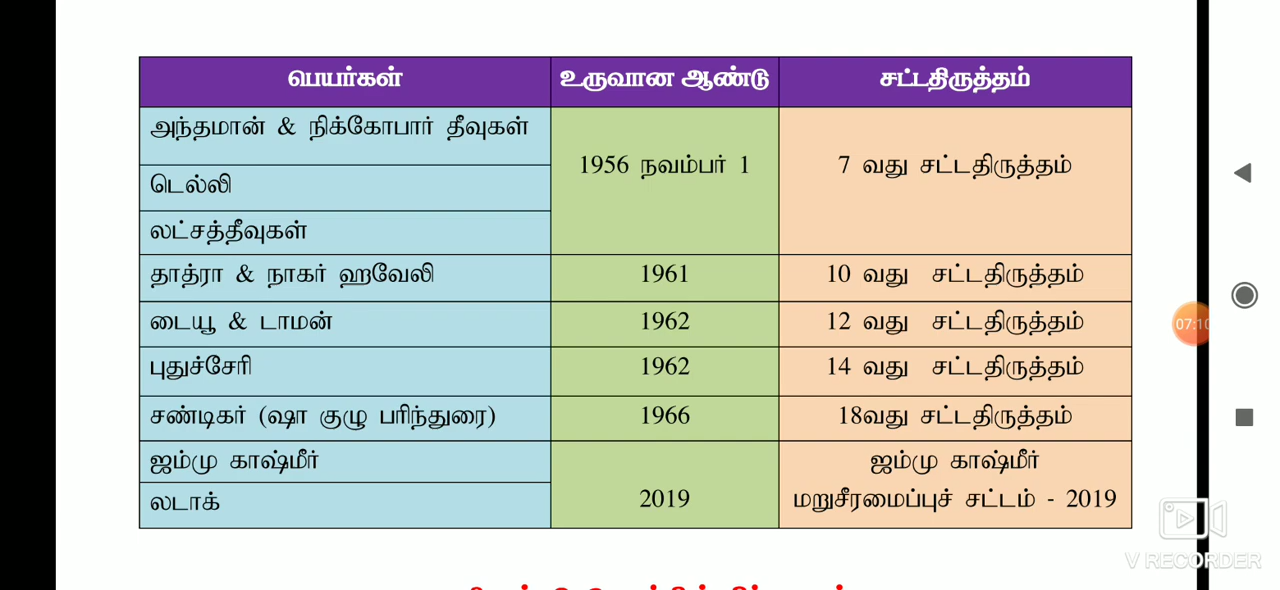 பெயர்கள் உருவான ஆண்டு சட்டதிருத்தம்
அந்தமான் & நிக்கோபார் தீவுகள்
1956 நவம்பர் 1 7 வது சட்டதிருத்தம்
டெல்லி
லட்சத்தீவுகள்
தாத்ரா & நாகர் ஹவேலி 1961 10 வது சட்டதிருத்தம்
டையூ & டாமன் 1962 12 வது சட்டதிருத்தம்
புதுச்சேரி 1962 14 வது சட்டதிருத்தம்
சண்டிகர் (ஷா குழு பரிந்துரை) 1966 18வது சட்டதிருத்தம்
ஜம்மு காஷ்மீர் ஜம்மு காஷ்மீர்
லடாக் 2019 மறுசீரமைப்புச் சட்டம் - 2019
07:10
V RECORDER